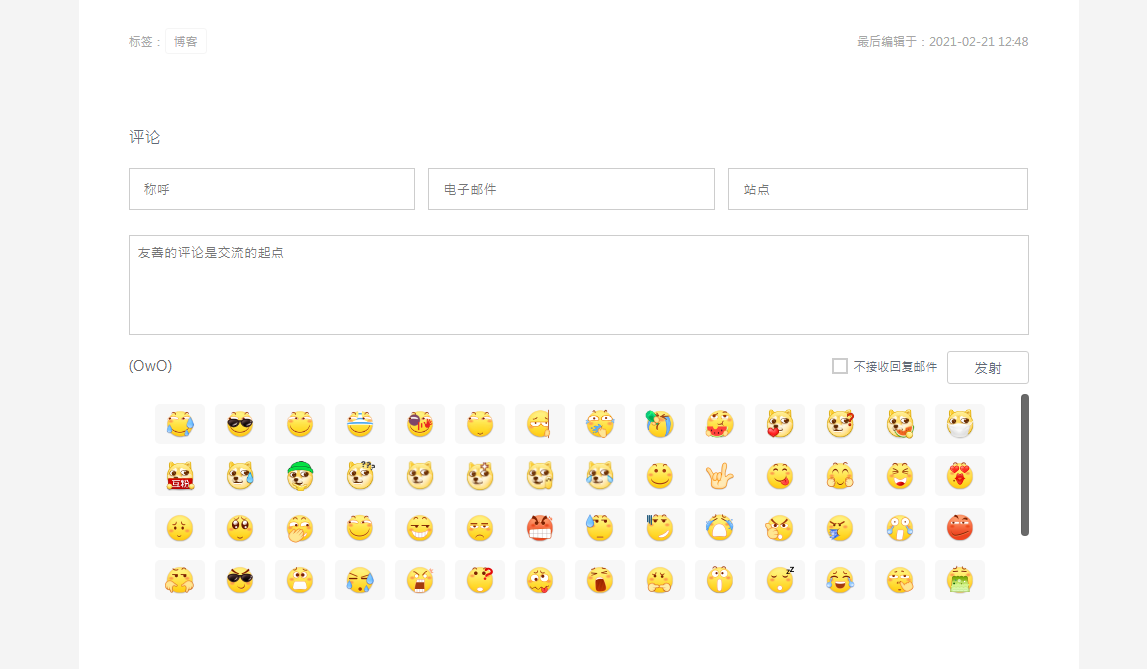 标签：博客
最后编辑于：2021-02-21 12:48
评论
称呼
电子邮件
站点
友善的评论是交流的起点
(OwO)
不接收回复邮件
发射
豆粉